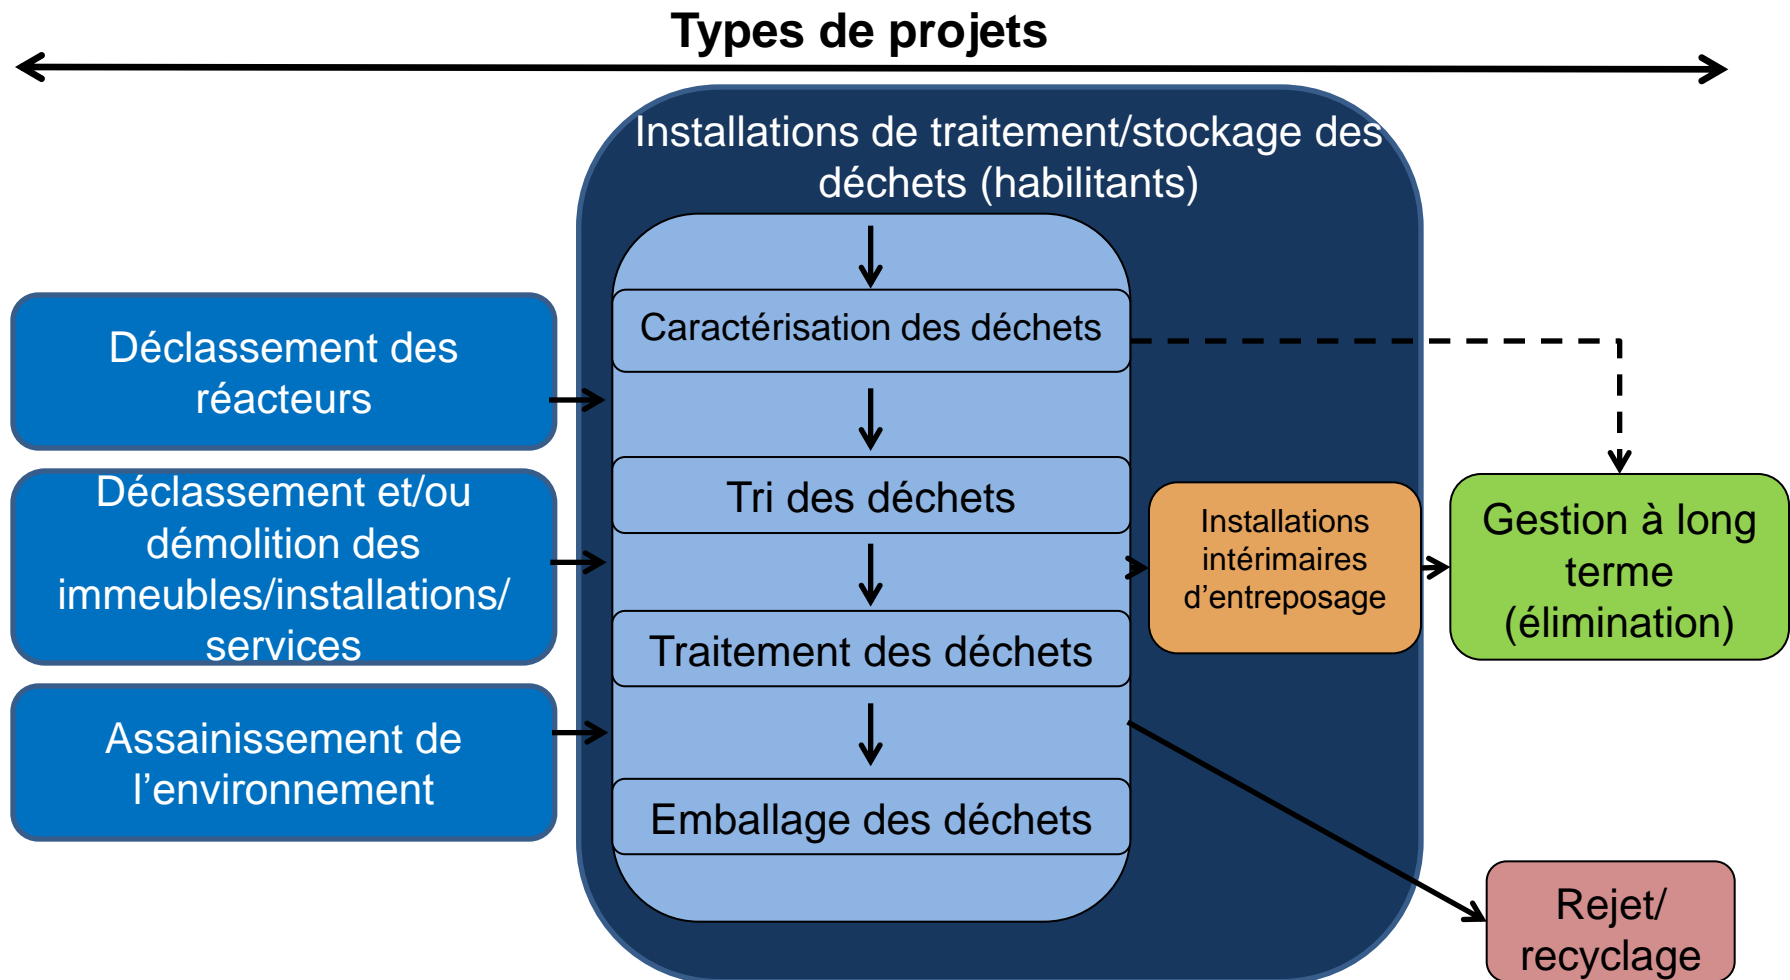 Types de projets
Installations de traitement/stockage des
déchets (habilitants)
Déclassement des
réacteurs
Déclassement et/ou
démolition des
immeubles/installations/
services
Assainissement de
l’environnement
Caractérisation des déchets
Tri des déchets
Traitement des déchets
Emballage des déchets
Installations
intérimaires
d’entreposage
Gestion à long
terme
(élimination)
Rejet/
recyclage